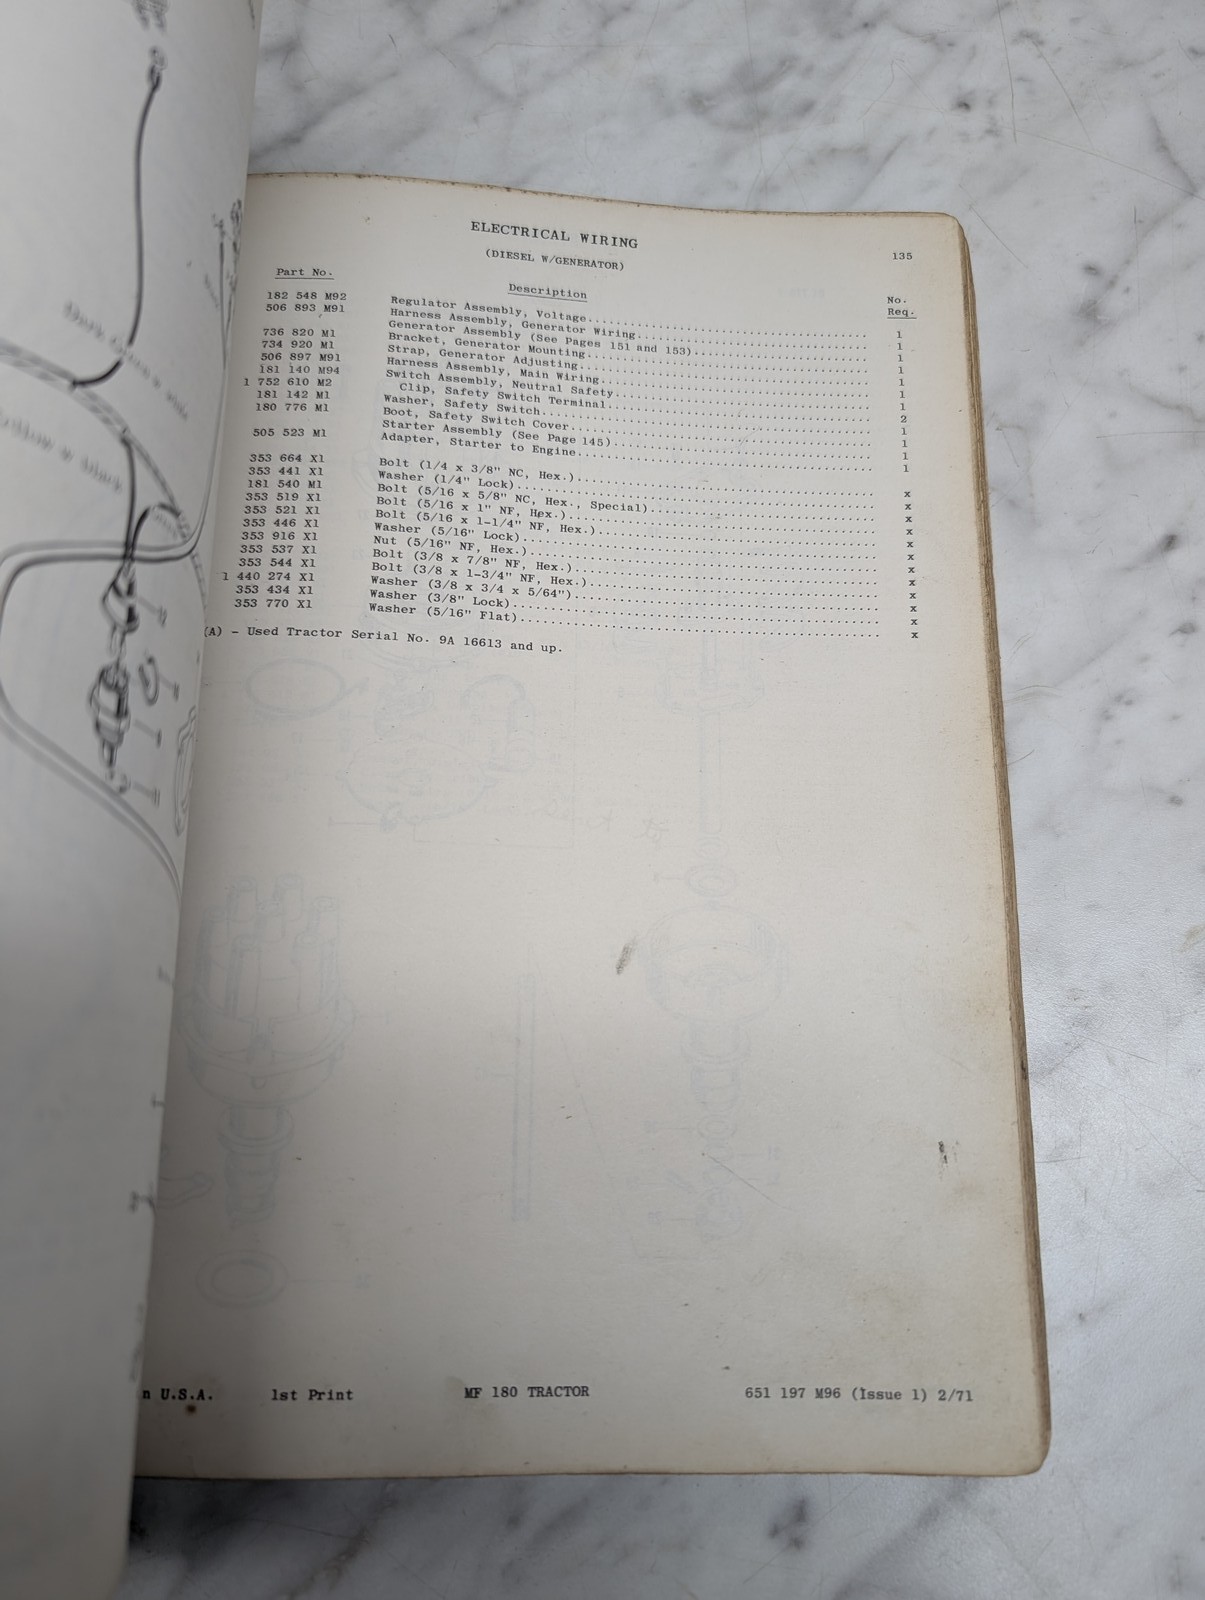 ELECTRICAL WIRING
135
(DIESEL W/GENERATOR)
Part No. Description No. Req.
182 548 M92 Regulator Assembly, Voltage 1
506 893 M91 Harness Assembly, Generator Wiring 1
Generator Assembly (See Pages 151 and 153) 1
736 820 M1 Bracket, Generator Mounting 1
734 920 M1 Strap, Generator Adjusting 1
506 897 M91 Harness Assembly, Main Wiring 1
181 140 M94 Switch Assembly, Neutral Safety 1
1 752 610 M2 Clip, Safety Switch Terminal 2
181 142 M1 Washer, Safety Switch 1
180 776 M1 Boot, Safety Switch Cover 1
Starter Assembly (See Page 145) 1
505 523 M1 Adapter, Starter to Engine 1
353 664 X1 Bolt (1/4 x 3/8" NC, Hex.) x
353 441 X1 Washer (1/4" Lock) x
181 540 M1 Bolt (5/16 x 5/8" NC, Hex., Special) x
353 519 X1 Bolt (5/16 x 1" NF, Hex.) x
353 521 X1 Bolt (5/16 x 1-1/4" NF, Hex.) x
353 446 X1 Washer (5/16" Lock) x
353 916 X1 Nut (5/16" NF, Hex.) x
353 537 X1 Bolt (3/8 x 7/8" NF, Hex.) x
353 544 X1 Bolt (3/8 x 1-3/4" NF, Hex.) x
1 440 274 X1 Washer (3/8 x 3/4 x 5/64") x
353 434 X1 Washer (3/8" Lock) x
353 770 X1 Washer (5/16" Flat) x
(A) - Used Tractor Serial No. 9A 16613 and up.
n U.S.A. 1st Print MF 180 TRACTOR 651 197 M96 (Issue 1) 2/71